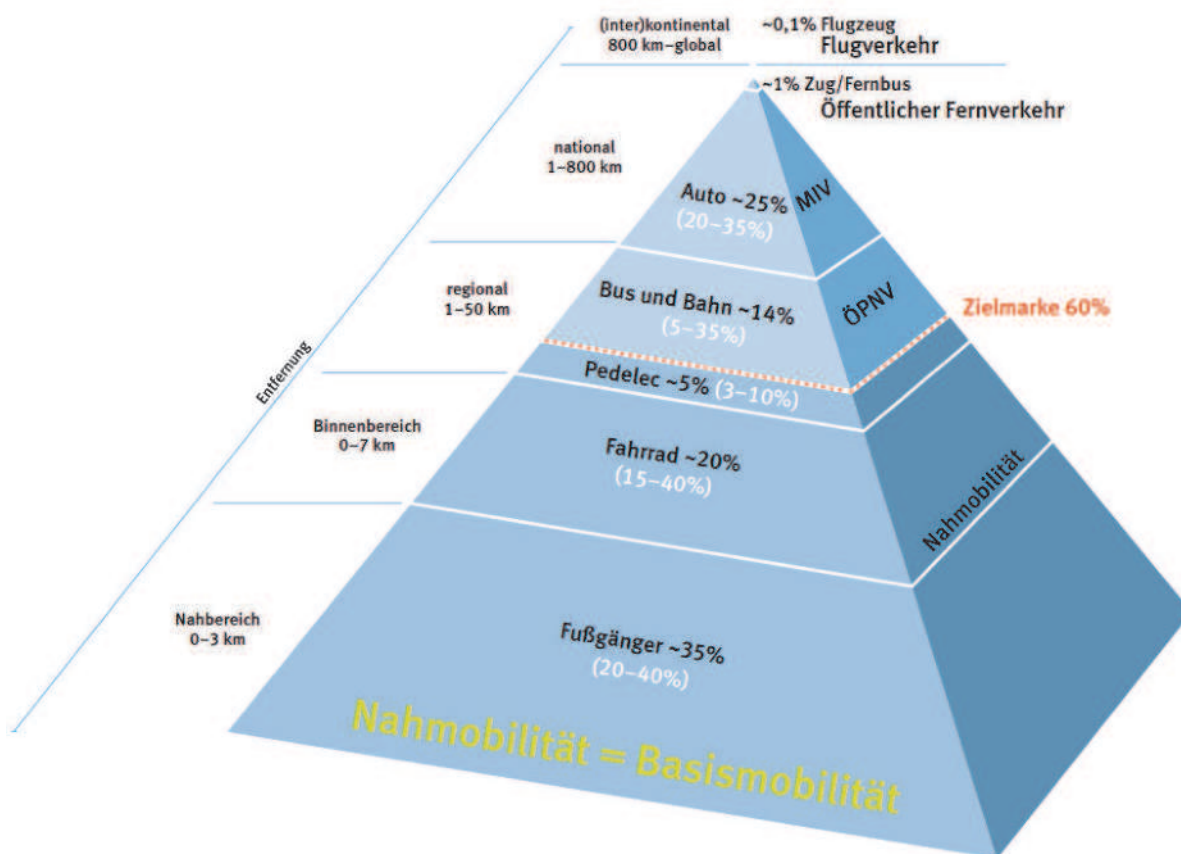 (inter)kontinental
800 km–global
~0,1% Flugzeug
Flugverkehr
~1% Zug/Fernbus
Öffentlicher Fernverkehr
national
1–800 km
Auto ~25%
(20–35%)
MIV
regional
1–50 km
Bus und Bahn ~14%
(5–35%)
ÖPNV
Zielmarke 60%
Entfernung
Pedelec ~5% (3–10%)
Binnenbereich
0–7 km
Fahrrad ~20%
(15–40%)
Nahmobilität
Nahbereich
0–3 km
Fußgänger ~35%
(20–40%)
Nahmobilität = Basismobilität